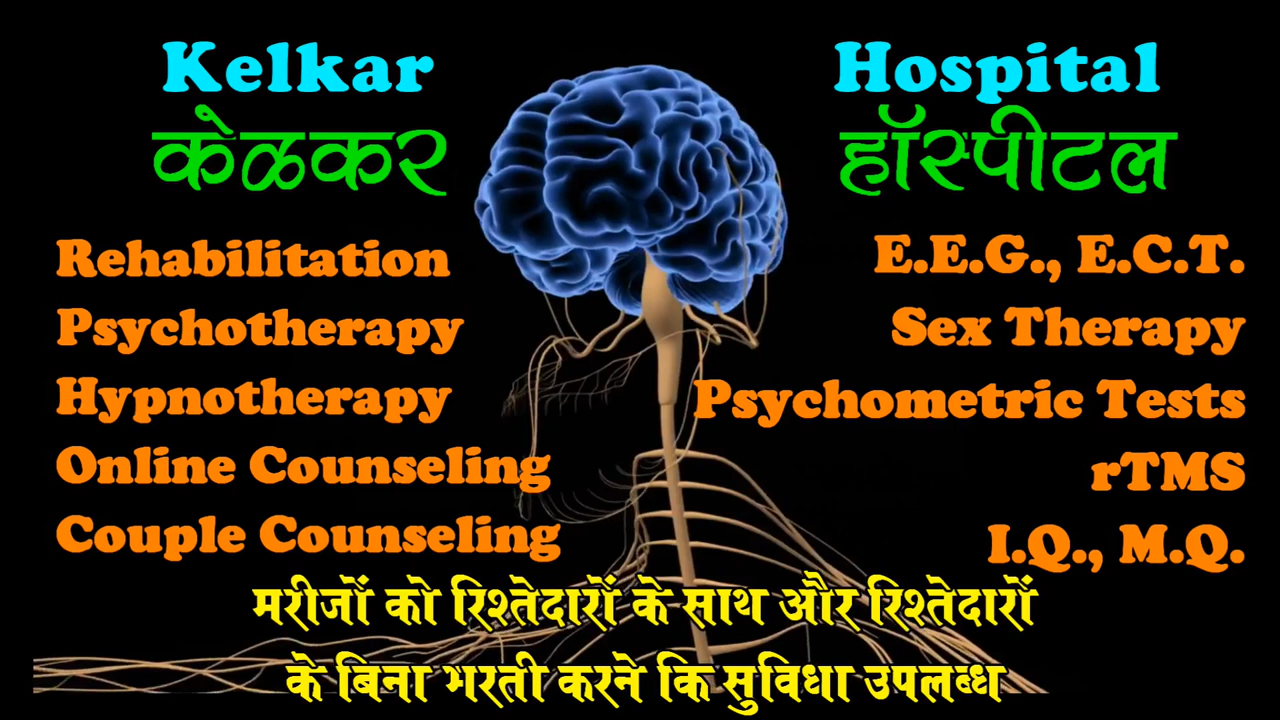 Kelkar Hospital
केळकर हॉस्पीटल
Rehabilitation
Psychotherapy
Hypnotherapy
Online Counseling
Couple Counseling
E.E.G., E.C.T.
Sex Therapy
Psychometric Tests
rTMS
I.Q., M.Q.
मरीजों को रिश्तेदारों के साथ और रिश्तेदारों
के बिना भरती करने कि सुविधा उपलब्ध